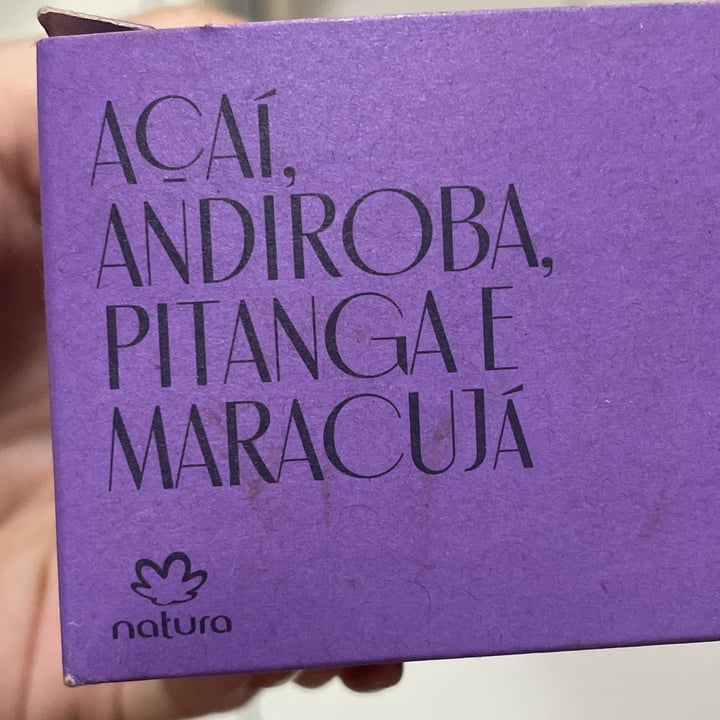 AÇAÍ,
ANDIROBA,
PITANGA E
MARACUJÁ
natura